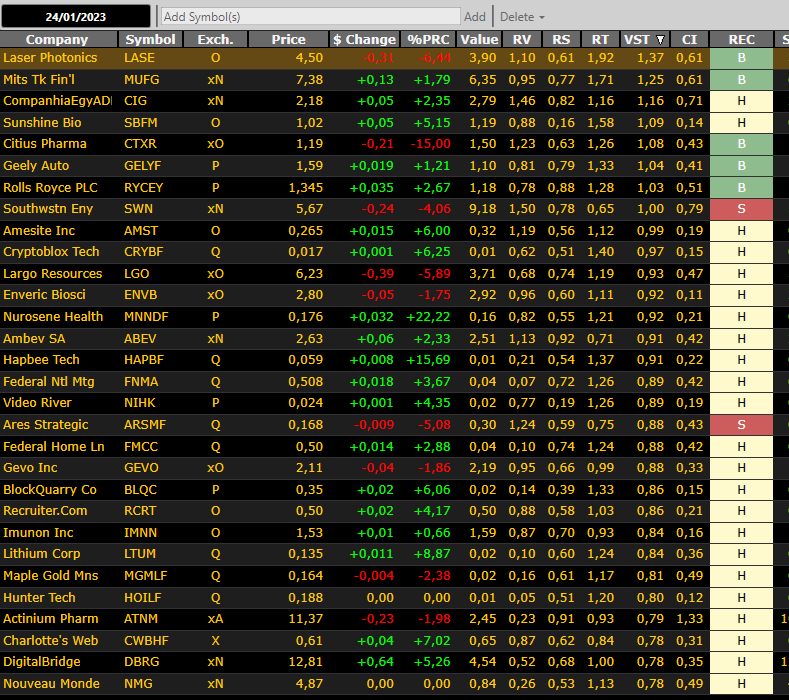 24/01/2023 Add Symbol(s) Add Delete
Company Symbol Exch. Price $ Change %PRC Value RV RS RT VST CI REC S
Laser Photonics LASE O 4,50 -0,31 -6,44 3,90 1,10 0,61 1,92 1,37 0,61 B
Mits Tk Fin'l MUFG xN 7,38 +0,13 +1,79 6,35 0,95 0,77 1,71 1,25 0,61 B
CompanhiaEgyADI CIG xN 2,18 +0,05 +2,35 2,79 1,46 0,82 1,16 1,16 0,71 H
Sunshine Bio SBFM O 1,02 +0,05 +5,15 1,19 0,88 0,16 1,58 1,09 0,14 H
Citius Pharma CTXR xO 1,19 -0,21 -15,00 1,50 1,23 0,63 1,26 1,08 0,43 B
Geely Auto GELYF P 1,59 +0,019 +1,21 1,10 0,81 0,79 1,33 1,04 0,41 B
Rolls Royce PLC RYCEY P 1,345 +0,035 +2,67 1,18 0,78 0,88 1,28 1,03 0,51 B
Southwstn Eny SWN xN 5,67 -0,24 -4,06 9,18 1,50 0,78 0,65 1,00 0,79 S
Amesite Inc AMST O 0,265 +0,015 +6,00 0,32 1,19 0,56 1,12 0,99 0,19 H
Cryptoblox Tech CRYBF Q 0,017 +0,001 +6,25 0,01 0,62 0,51 1,40 0,97 0,15 H
Largo Resources LGO xO 6,23 -0,39 -5,89 3,71 0,68 0,74 1,19 0,93 0,47 H
Enveric Biosci ENVB xO 2,80 -0,05 -1,75 2,92 0,96 0,60 1,11 0,92 0,11 H
Nurosene Health MNNDF P 0,176 +0,032 +22,22 0,16 0,82 0,55 1,21 0,92 0,21 H
Ambev SA ABEV xN 2,63 +0,06 +2,33 2,51 1,13 0,92 0,71 0,91 0,42 H
Hapbee Tech HAPBF Q 0,059 +0,008 +15,69 0,01 0,21 0,54 1,37 0,91 0,22 H
Federal Ntl Mtg FNMA Q 0,508 +0,018 +3,67 0,04 0,07 0,72 1,26 0,89 0,42 H
Video River NIHK P 0,024 +0,001 +4,35 0,02 0,77 0,19 1,26 0,89 0,19 H
Ares Strategic ARSMF Q 0,168 -0,009 -5,08 0,30 1,24 0,59 0,75 0,88 0,43 S
Federal Home Ln FMCC Q 0,50 +0,014 +2,88 0,04 0,10 0,74 1,24 0,88 0,42 H
Gevo Inc GEVO xO 2,11 -0,04 -1,86 2,19 0,95 0,66 0,99 0,88 0,33 H
BlockQuarry Co BLQC P 0,35 +0,02 +6,06 0,02 0,14 0,39 1,33 0,86 0,15 H
Recruiter.Com RCRT O 0,50 +0,02 +4,17 0,50 0,88 0,58 1,03 0,86 0,21 H
Imunon Inc IMNN O 1,53 +0,01 +0,66 1,59 0,87 0,70 0,93 0,84 0,16 H
Lithium Corp LTUM Q 0,135 +0,011 +8,87 0,02 0,10 0,60 1,24 0,84 0,36 H
Maple Gold Mns MGMLF Q 0,164 -0,004 -2,38 0,02 0,16 0,61 1,17 0,81 0,49 H
Hunter Tech HOILF Q 0,188 0,00 0,00 0,01 0,05 0,51 1,20 0,80 0,12 H
Actinium Pharm ATNM xA 11,37 -0,23 -1,98 2,45 0,23 0,91 0,93 0,79 1,33 H
Charlotte's Web CWBHF X 0,61 +0,04 +7,02 0,65 0,87 0,62 0,84 0,78 0,31 H
DigitalBridge DBRG xN 12,81 +0,64 +5,26 4,54 0,52 0,68 1,00 0,78 0,35 H
Nouveau Monde NMG xN 4,87 0,00 0,00 0,84 0,26 0,53 1,13 0,78 0,49 H